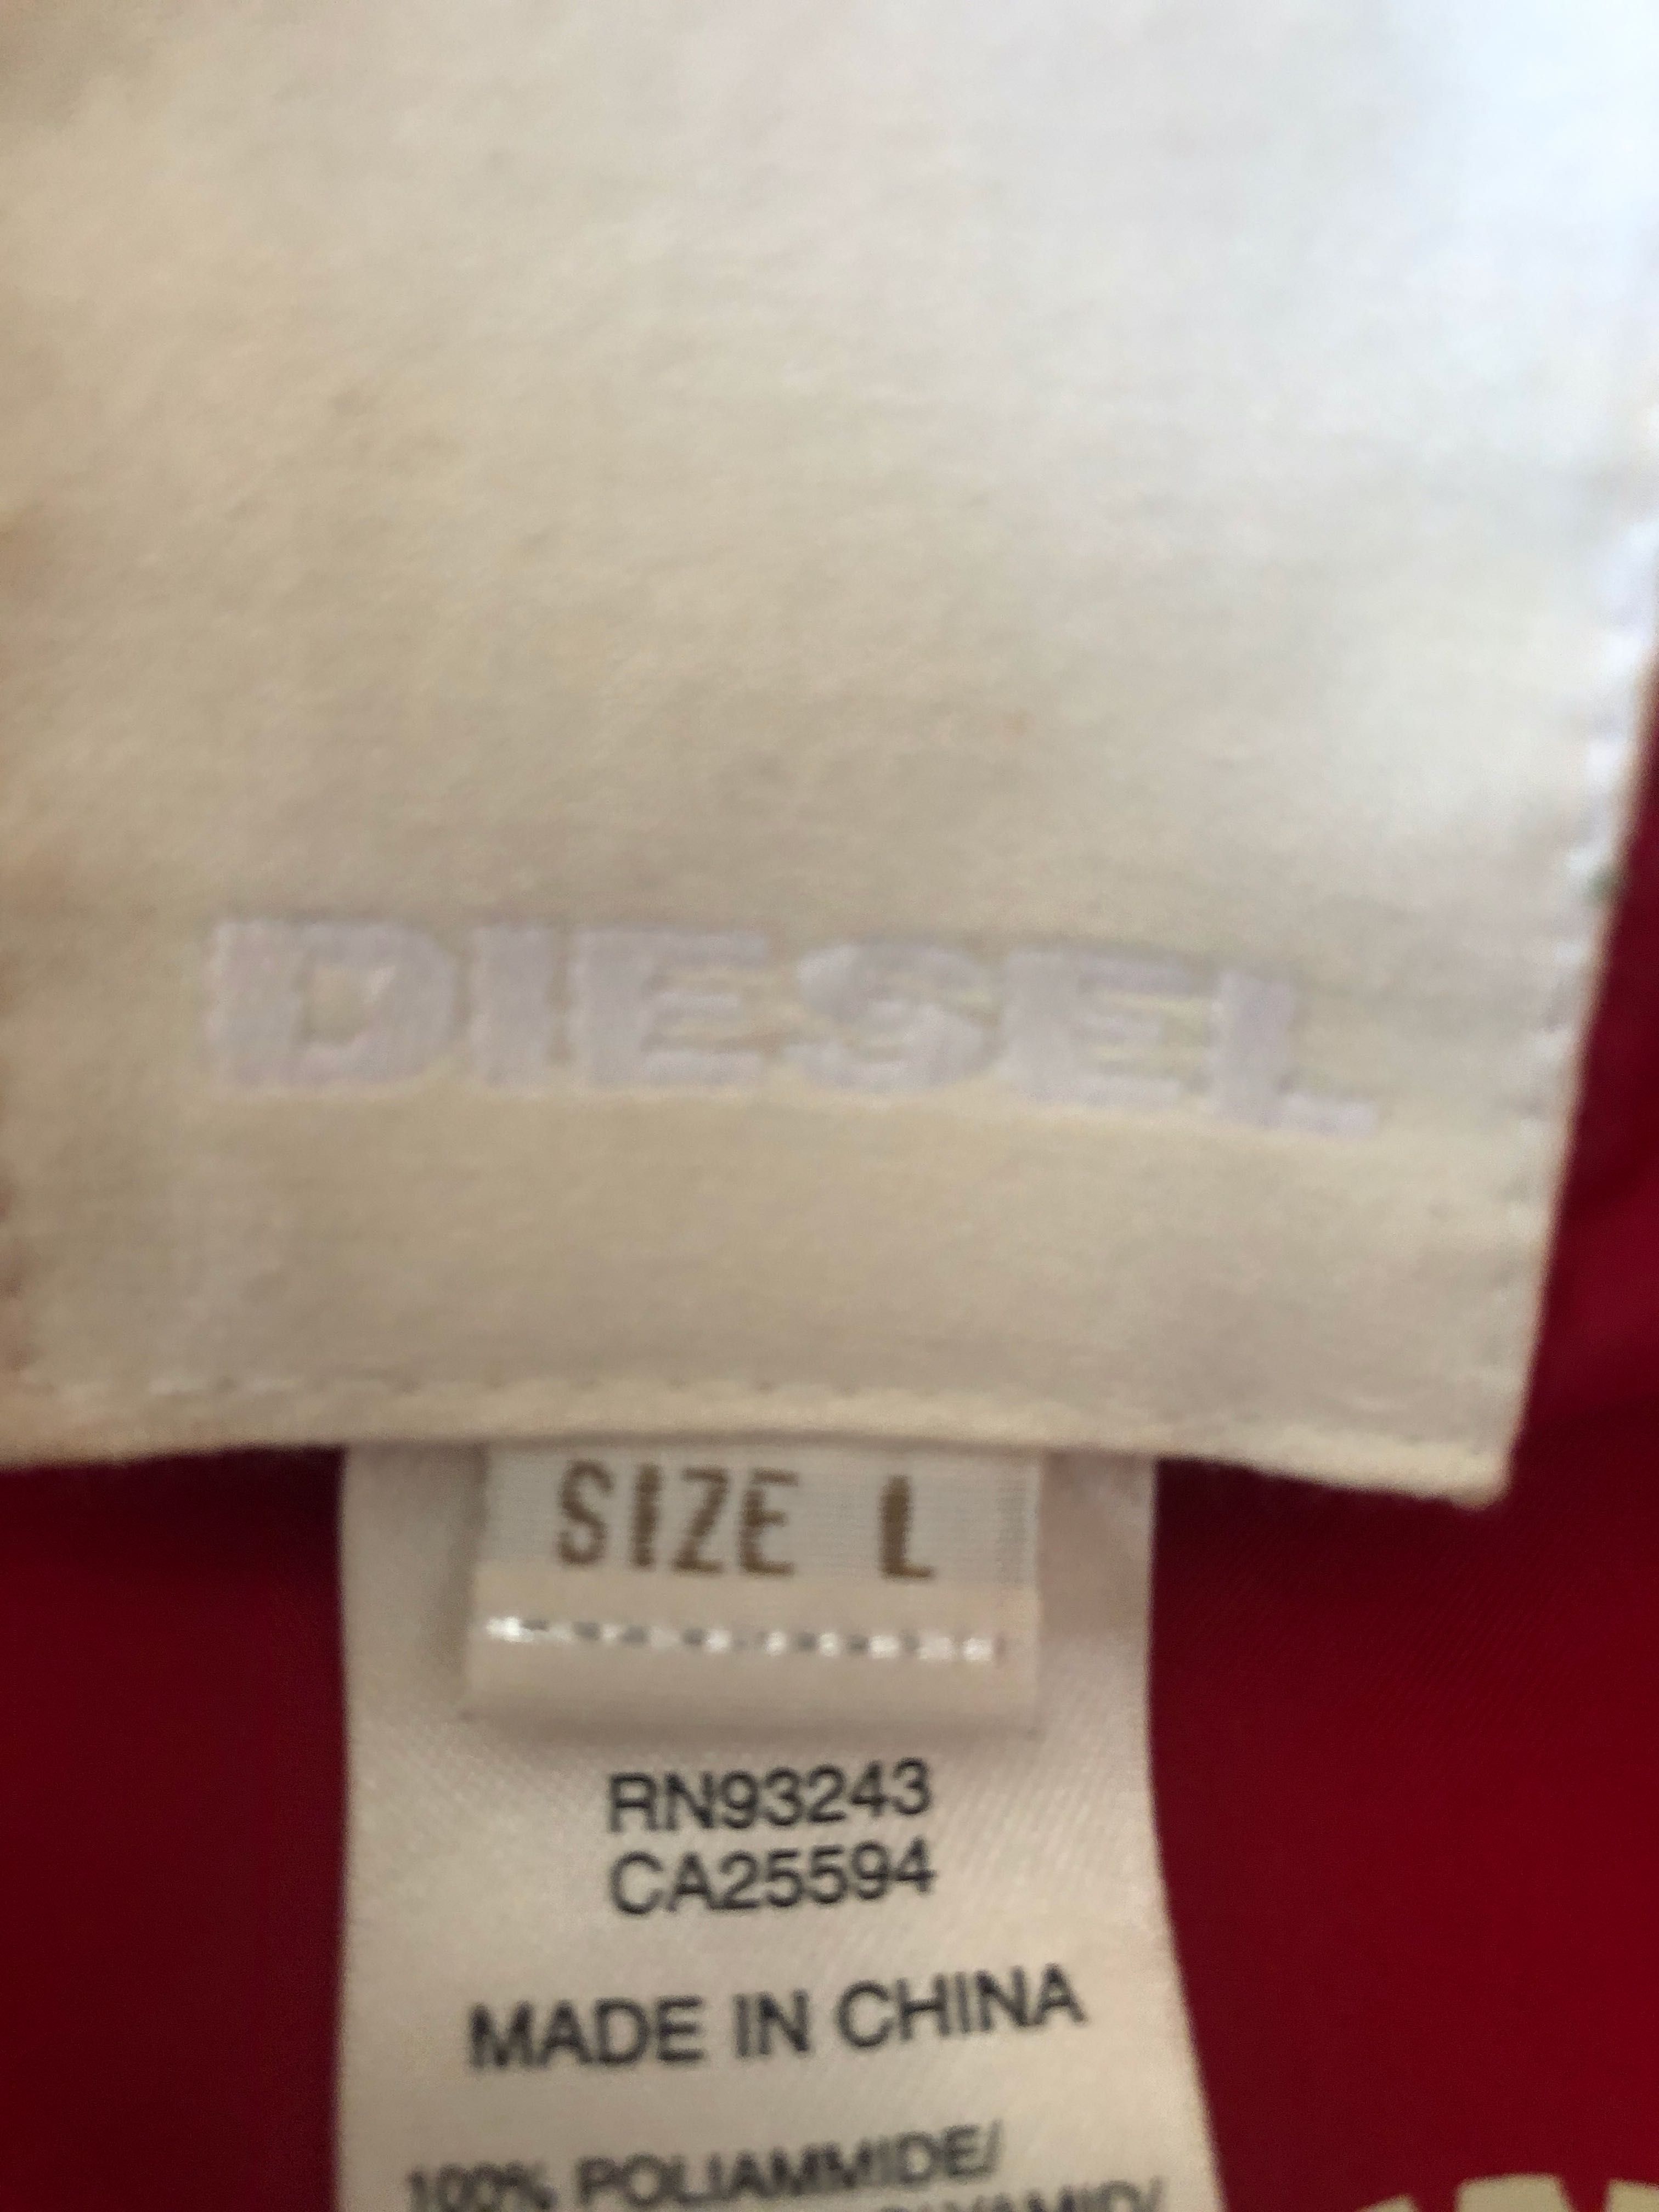 DIESEL
SIZE L
RN93243
CA25594
MADE IN CHINA
100% POLIAMMIDE/